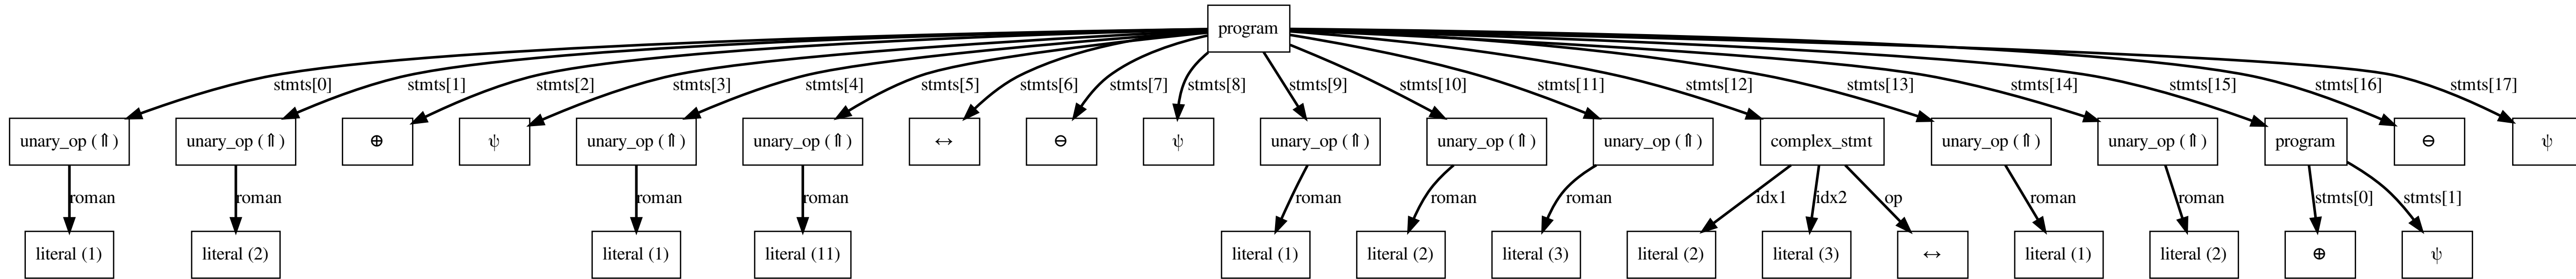 program
stmts[0] stmts[1] stmts[2] stmts[3] stmts[4] stmts[5] stmts[6] stmts[7] stmts[8] stmts[9] stmts[10] stmts[11] stmts[12] stmts[13] stmts[14] stmts[15] stmts[16] stmts[17]
unary_op (⇑) unary_op (⇑) ⊕ ψ unary_op (⇑) unary_op (⇑) ↔ ⊖ ψ unary_op (⇑) unary_op (⇑) unary_op (⇑) complex_stmt unary_op (⇑) unary_op (⇑) program ⊖ ψ
roman roman roman roman roman roman roman idx1 idx2 op roman roman stmts[0] stmts[1]
literal (1) literal (2) literal (1) literal (11) literal (1) literal (2) literal (3) literal (2) literal (3) ↔ literal (1) literal (2) ⊕ ψ